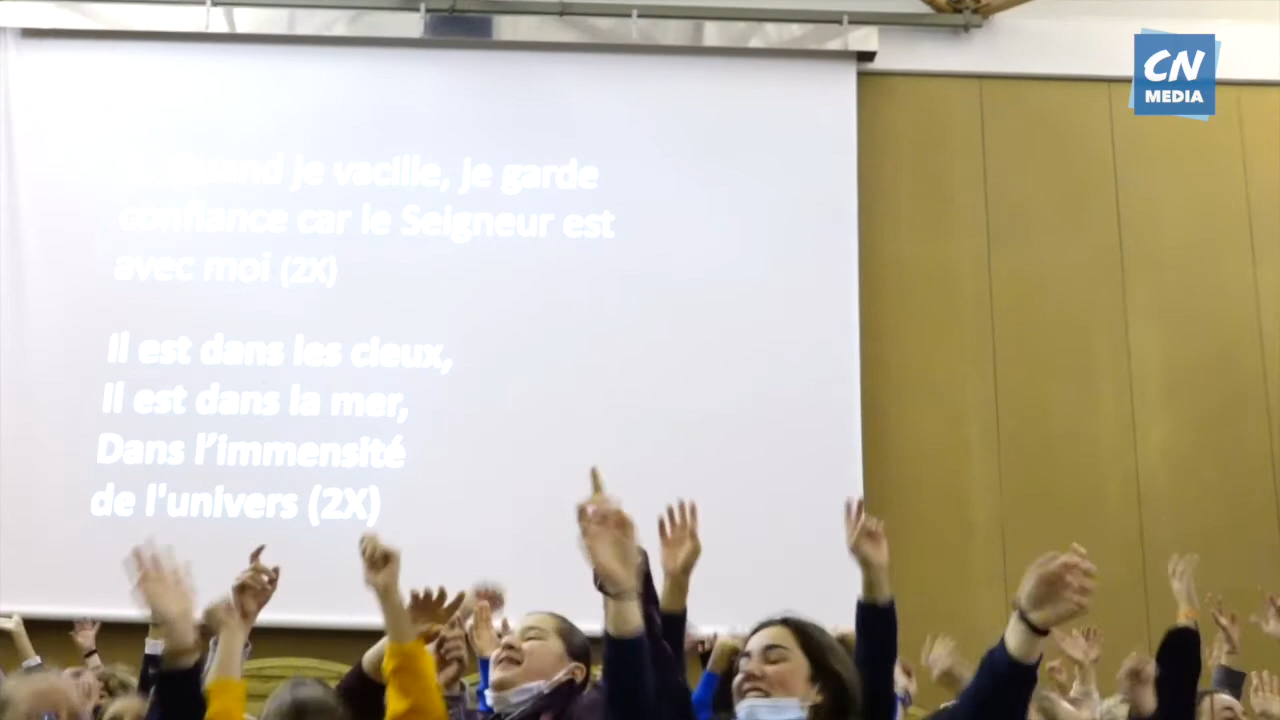 Quand je vacille, je garde
confiance car le Seigneur est
avec moi (2X)
Il est dans les cieux,
Il est dans la mer,
Dans l'immensité
de l'univers (2X)
CN
MEDIA